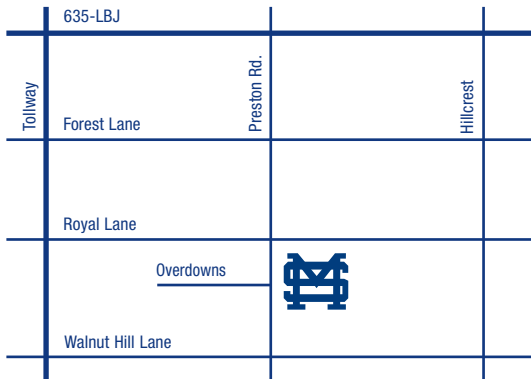 635-LBJ
Tollway
Preston Rd.
Hillcrest
Forest Lane
Royal Lane
Overdowns
Walnut Hill Lane